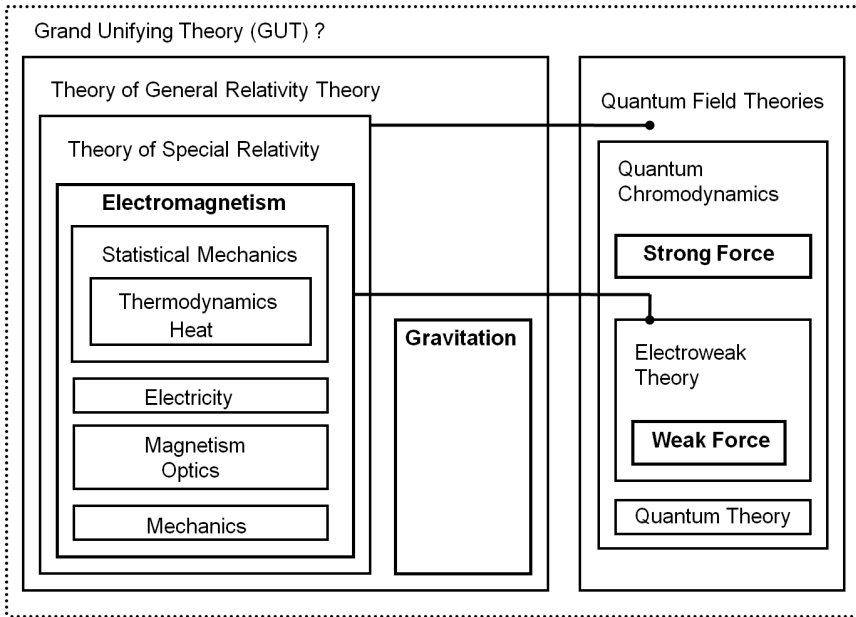 Grand Unifying Theory (GUT) ?
Theory of General Relativity Theory
Theory of Special Relativity
Electromagnetism
Statistical Mechanics
Thermodynamics
Heat
Electricity
Magnetism
Optics
Mechanics
Gravitation
Quantum Field Theories
Quantum
Chromodynamics
Strong Force
Electroweak
Theory
Weak Force
Quantum Theory